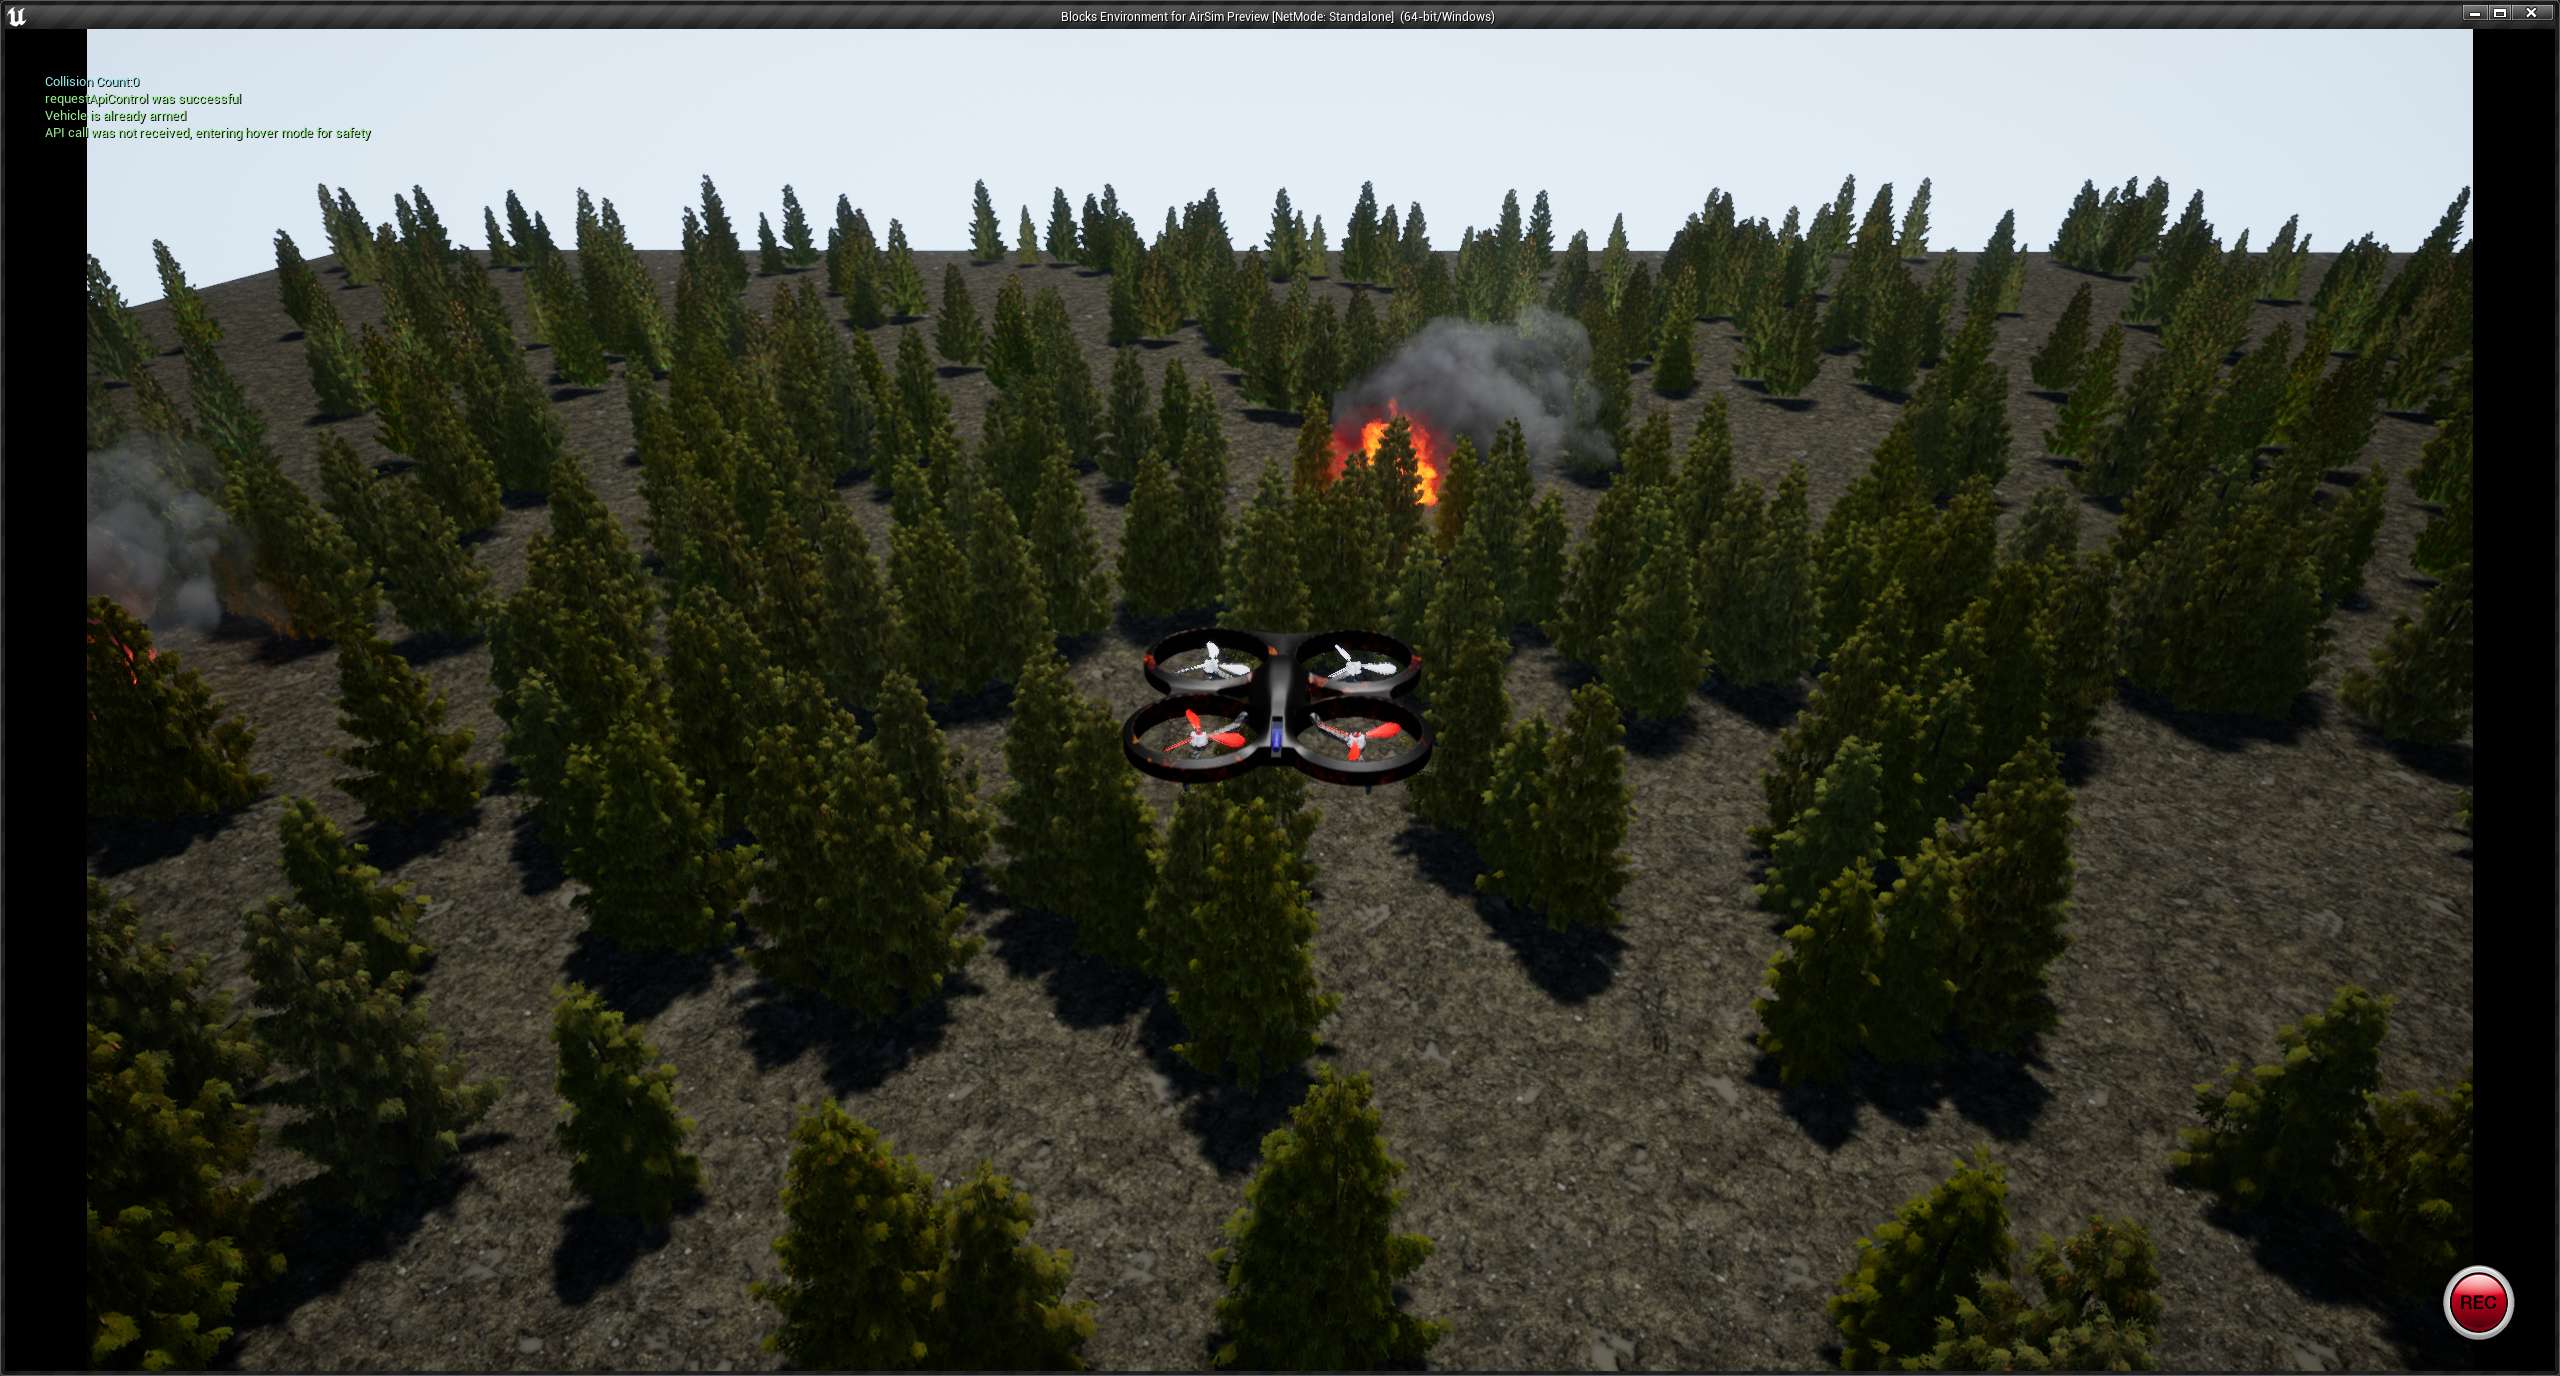 Blocks Environment for AirSim Preview [NetMode: Standalone] (64-bit/Windows)
Collision Count:0
requestApiControl was successful
Vehicle is already armed
API call was not received, entering hover mode for safety
REC